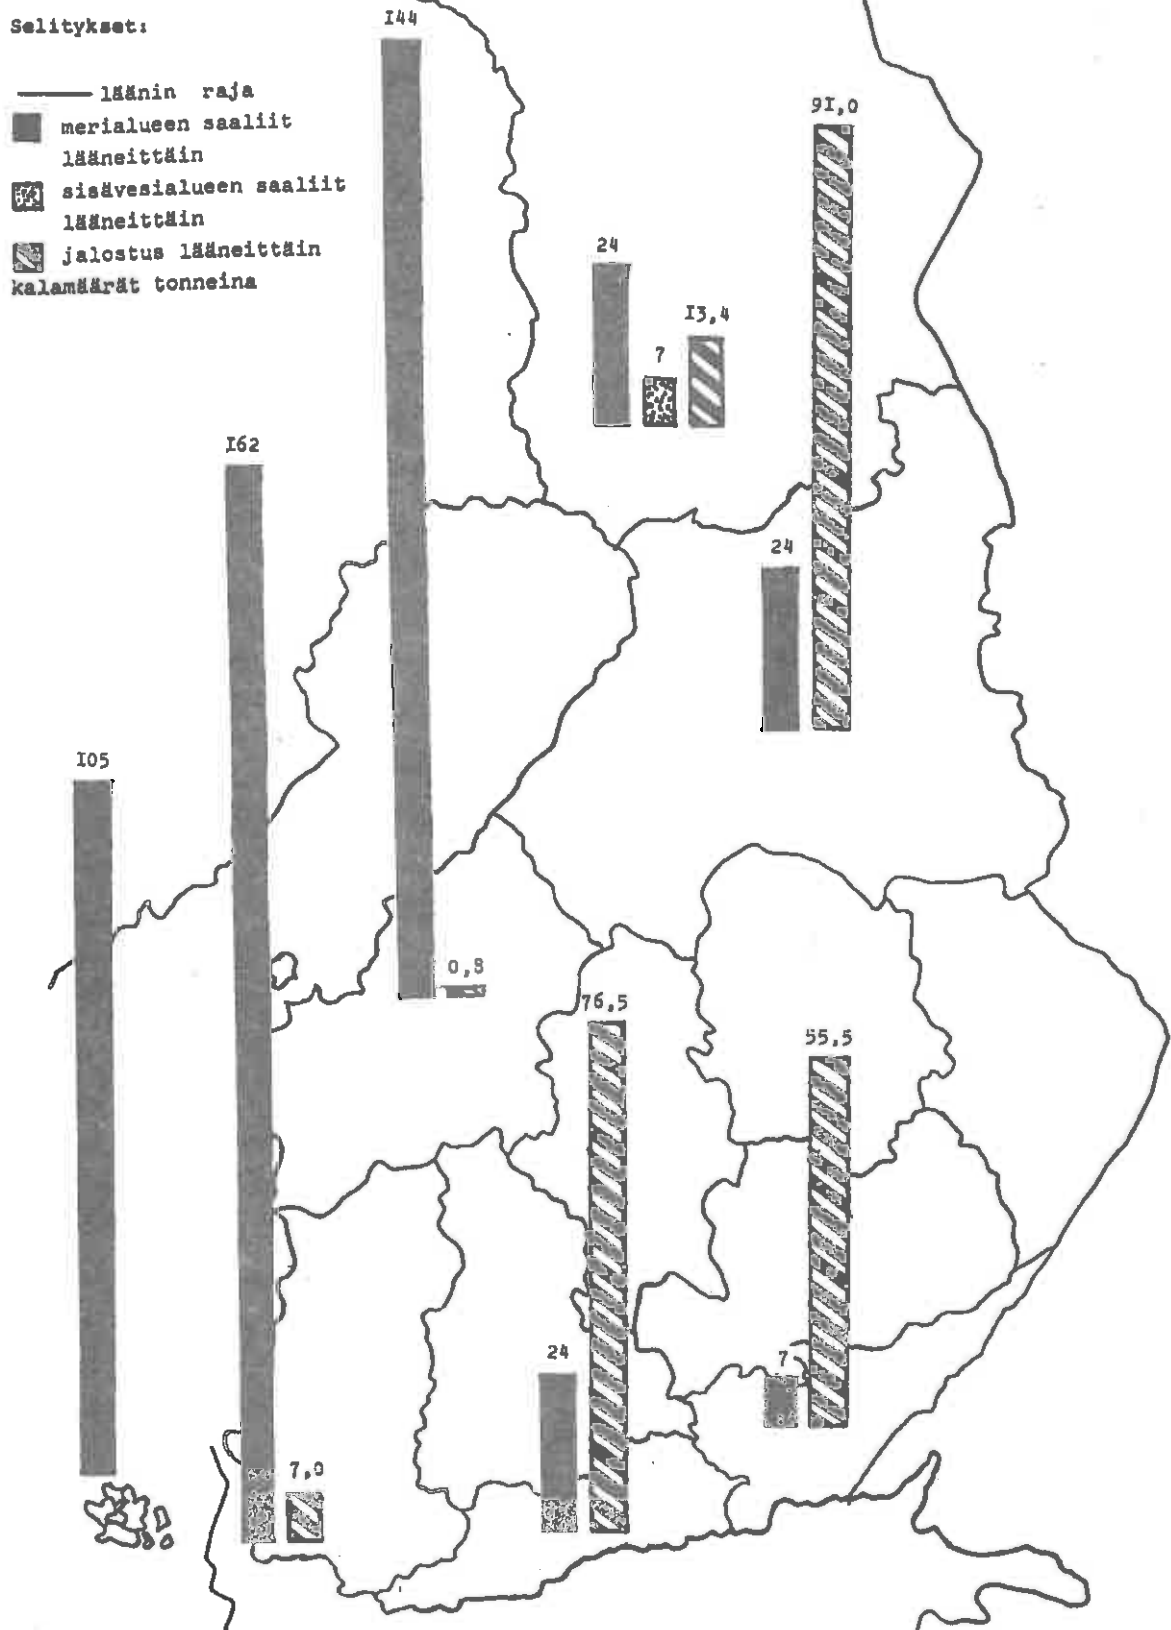 Selitykset:
läänin raja
merialueen saaliit
lääneittäin
sisävesialueen saaliit
lääneittäin
jalostus lääneittäin
kalamäärät tonneina
I44
91,0
24
I3,4
7
I62
24
I05
0,8
76,5
55,5
24
7
7,0